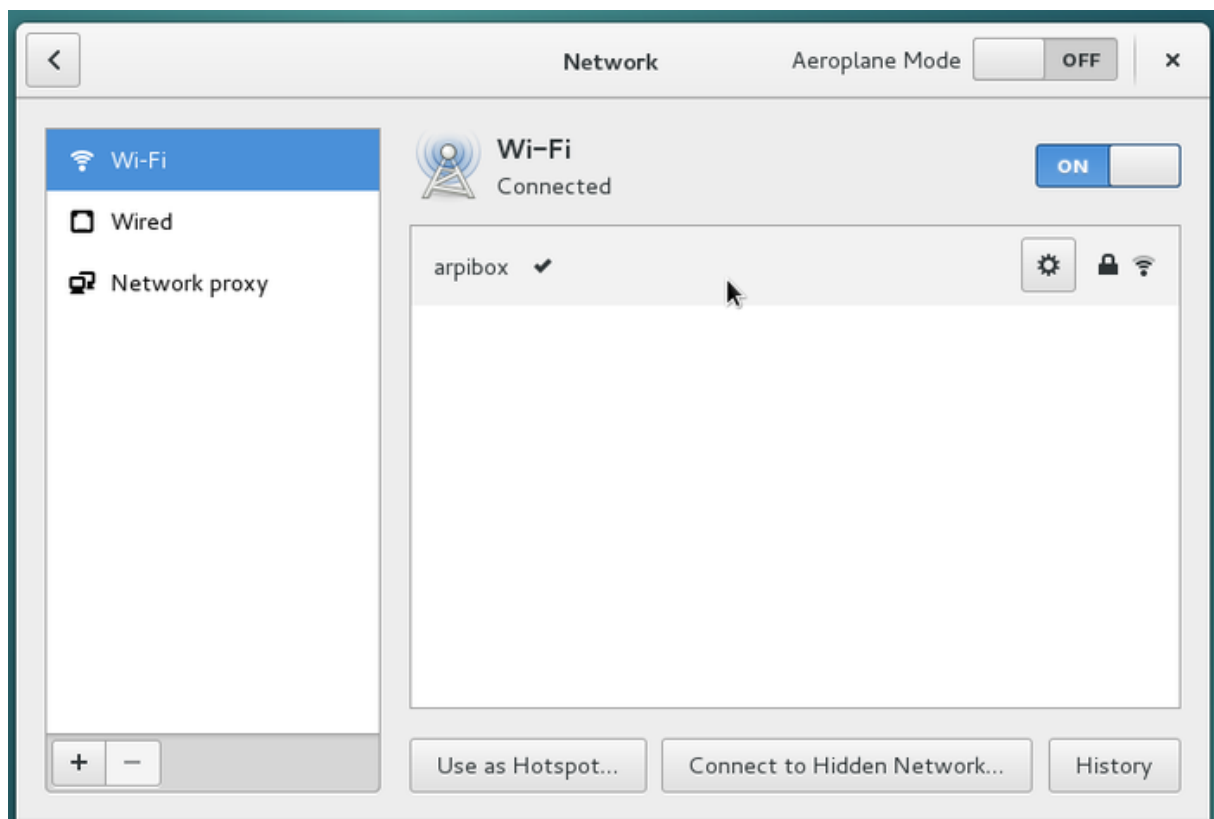 Network
Aeroplane Mode OFF ×
Wi-Fi
Wired
Network proxy
+ −
Wi-Fi
Connected
ON
arpibox ✔
Use as Hotspot...
Connect to Hidden Network...
History